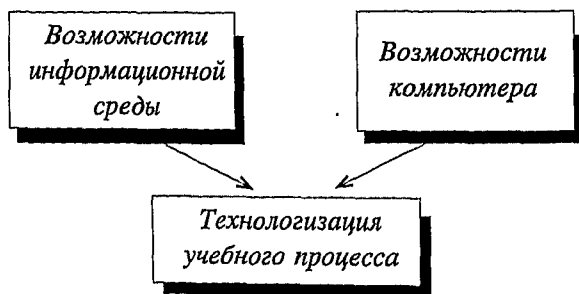 Возможности
информационной
среды
Возможности
компьютера
Технологизация
учебного процесса